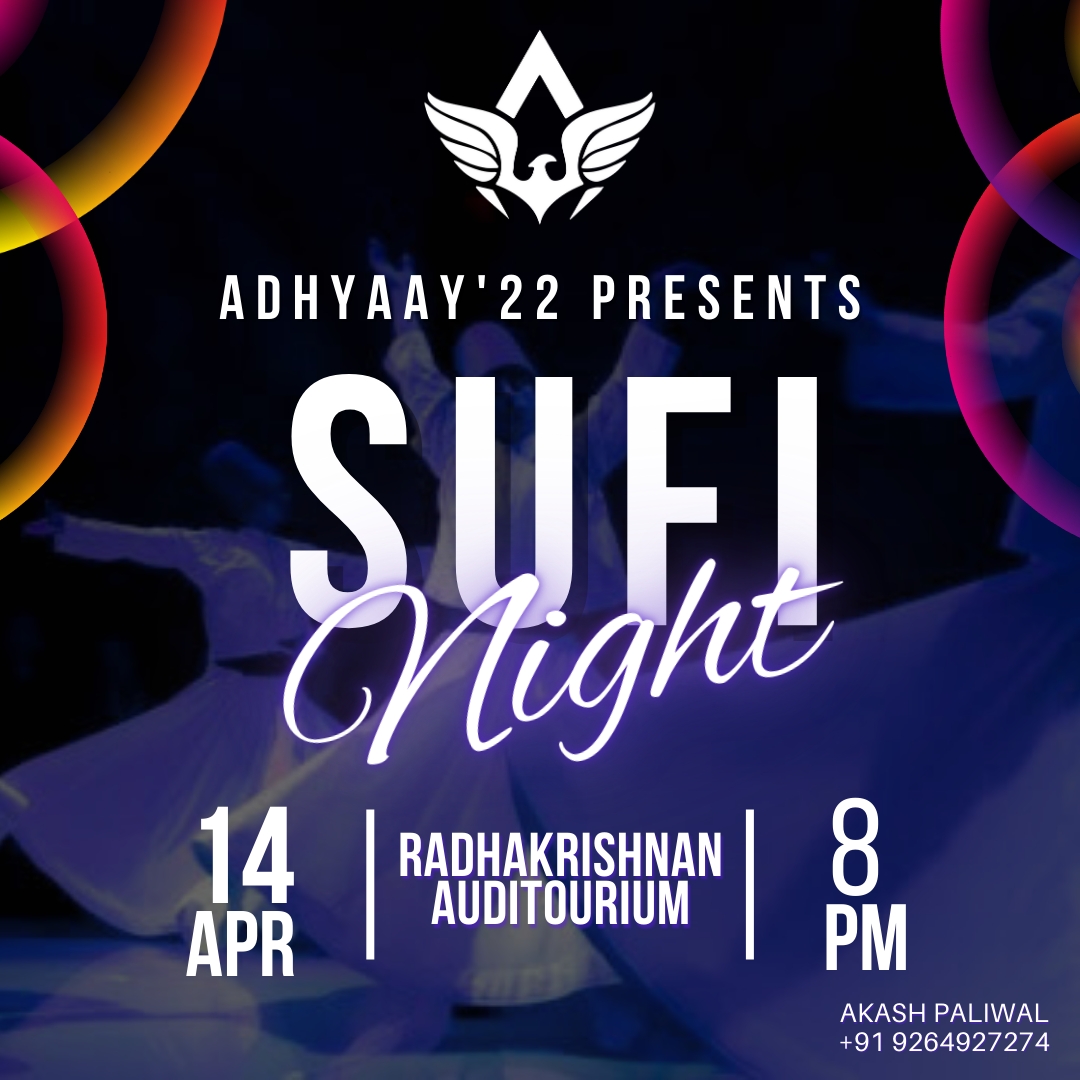 ADHYAAY'22 PRESENTS
SUFI
Night
14
APR
RADHAKRISHNAN
AUDITOURIUM
8
PM
AKASH PALIWAL
+91 9264927274